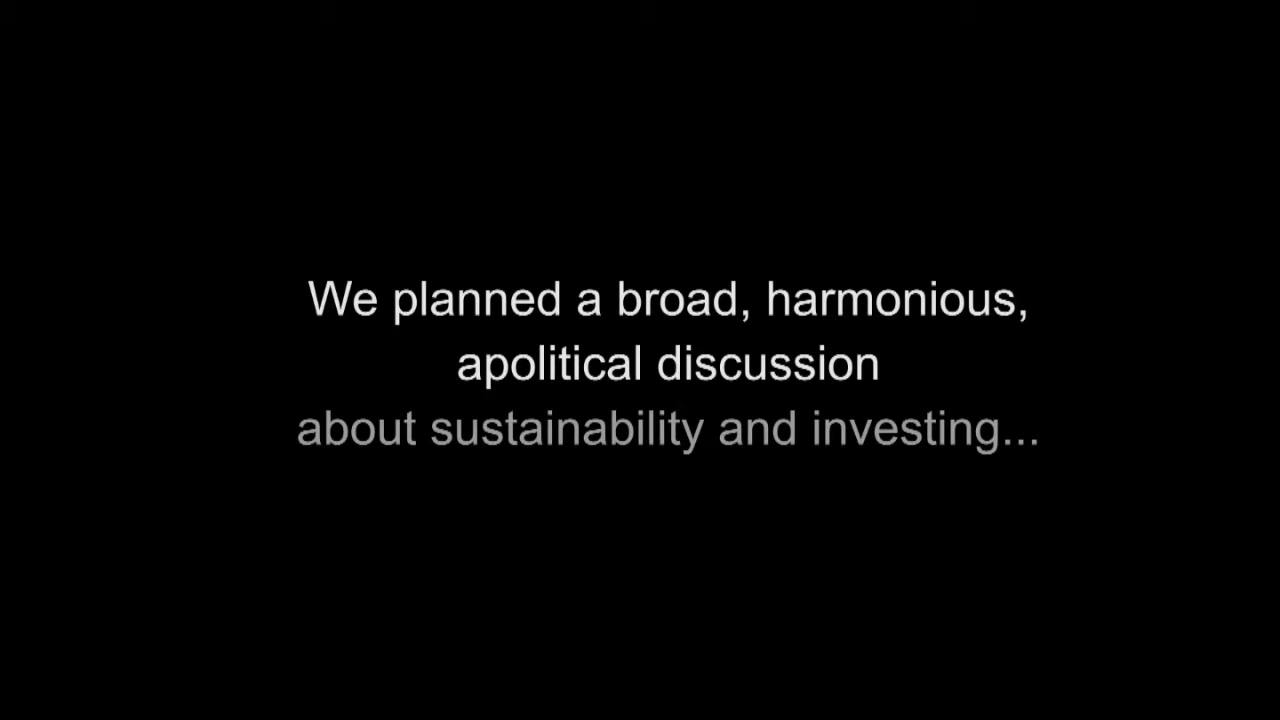 We planned a broad, harmonious,
apolitical discussion
about sustainability and investing...